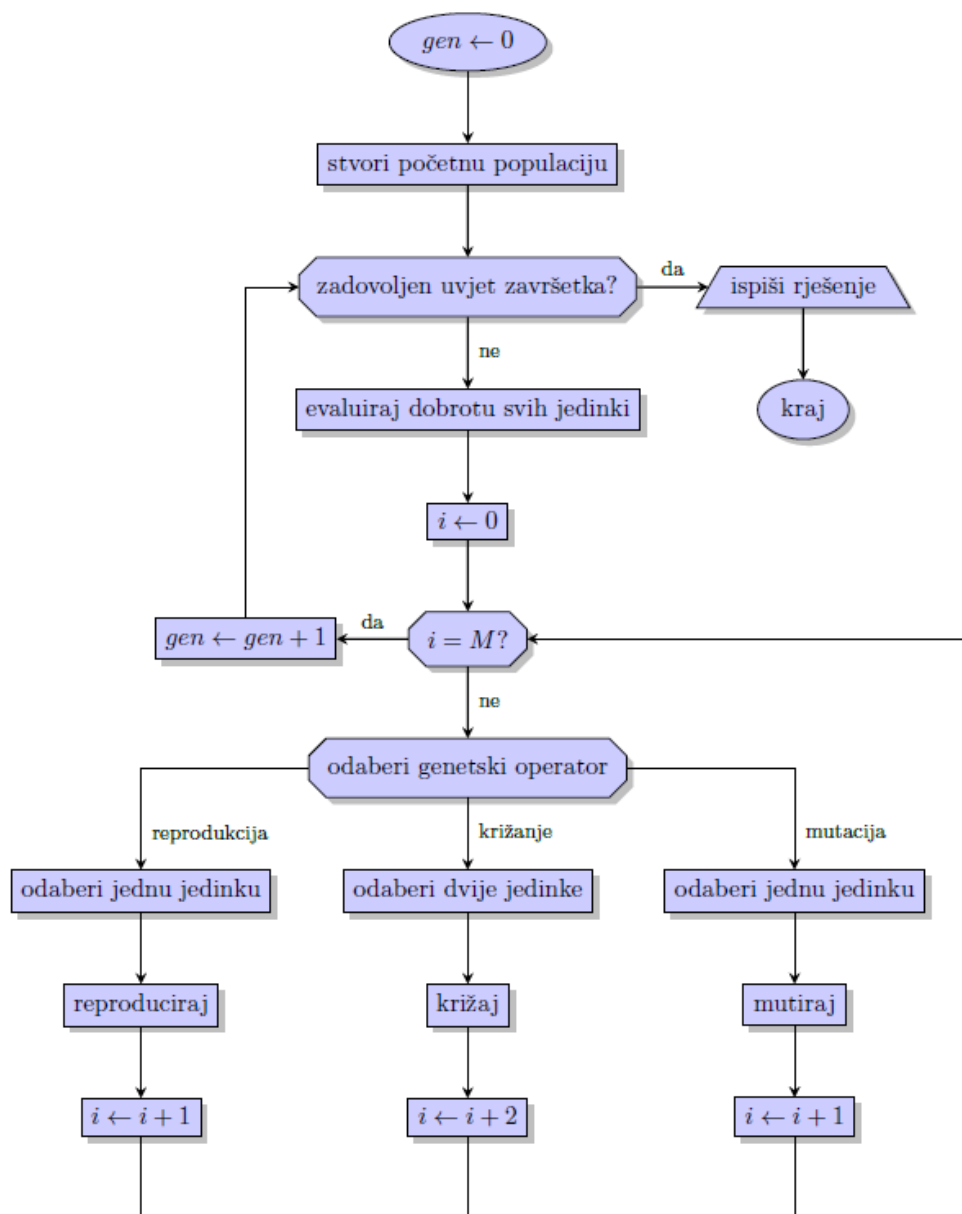 gen ← 0
stvori početnu populaciju
zadovoljen uvjet završetka?
da
ispiši rješenje
ne
evaluiraj dobrotu svih jedinki
kraj
i ← 0
gen ← gen + 1
da
i = M?
ne
odaberi genetski operator
reprodukcija
križanje
mutacija
odaberi jednu jedinku
odaberi dvije jedinke
odaberi jednu jedinku
reproduciraj
križaj
mutiraj
i ← i + 1
i ← i + 2
i ← i + 1